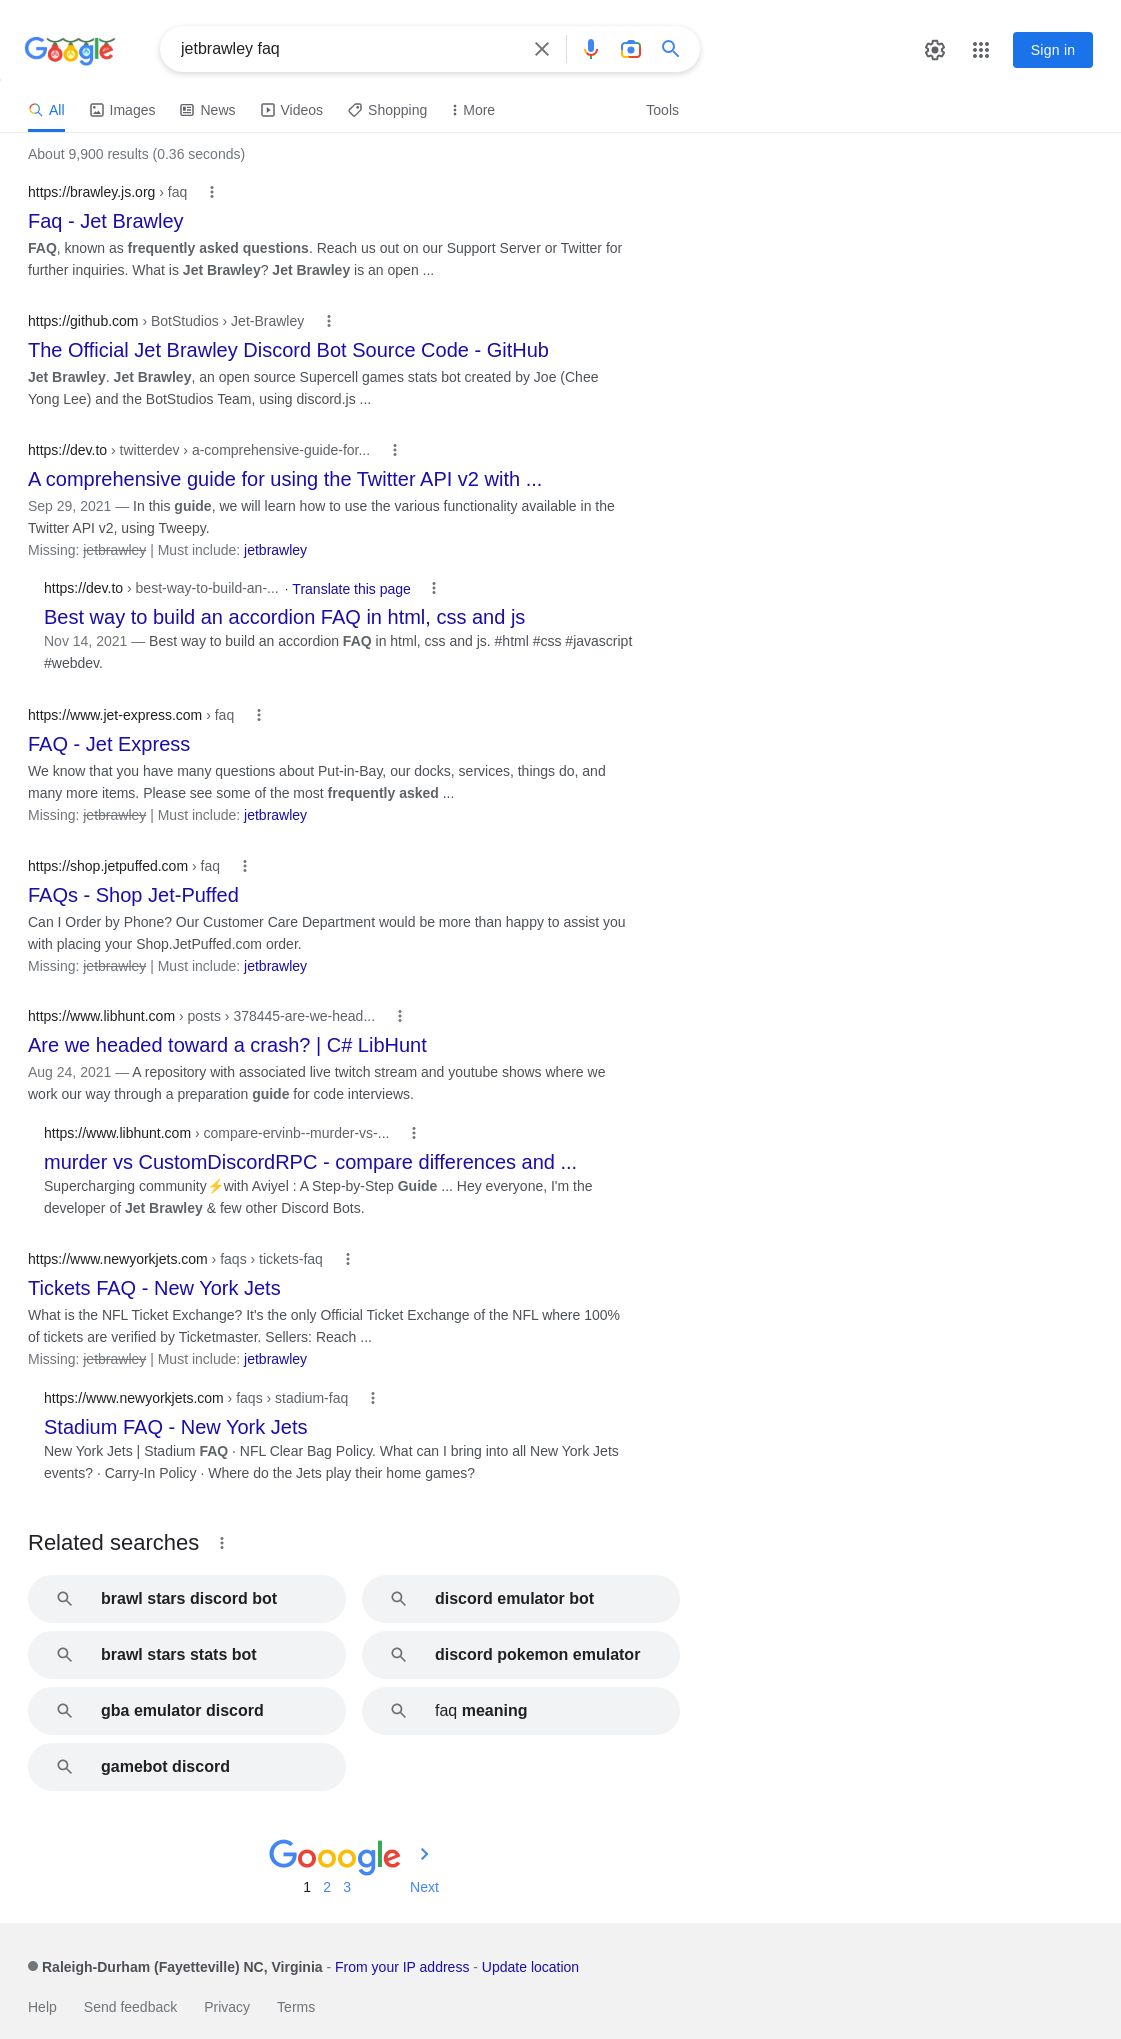 Google
jetbrawley faq
Sign in
All Images News Videos Shopping More Tools
About 9,900 results (0.36 seconds)
https://brawley.js.org › faq
Faq - Jet Brawley
FAQ, known as frequently asked questions. Reach us out on our Support Server or Twitter for
further inquiries. What is Jet Brawley? Jet Brawley is an open ...
https://github.com › BotStudios › Jet-Brawley
The Official Jet Brawley Discord Bot Source Code - GitHub
Jet Brawley. Jet Brawley, an open source Supercell games stats bot created by Joe (Chee
Yong Lee) and the BotStudios Team, using discord.js ...
https://dev.to › twitterdev › a-comprehensive-guide-for...
A comprehensive guide for using the Twitter API v2 with ...
Sep 29, 2021 — In this guide, we will learn how to use the various functionality available in the
Twitter API v2, using Tweepy.
Missing: jetbrawley | Must include: jetbrawley
https://dev.to › best-way-to-build-an-... · Translate this page
Best way to build an accordion FAQ in html, css and js
Nov 14, 2021 — Best way to build an accordion FAQ in html, css and js. #html #css #javascript
#webdev.
https://www.jet-express.com › faq
FAQ - Jet Express
We know that you have many questions about Put-in-Bay, our docks, services, things do, and
many more items. Please see some of the most frequently asked ...
Missing: jetbrawley | Must include: jetbrawley
https://shop.jetpuffed.com › faq
FAQs - Shop Jet-Puffed
Can I Order by Phone? Our Customer Care Department would be more than happy to assist you
with placing your Shop.JetPuffed.com order.
Missing: jetbrawley | Must include: jetbrawley
https://www.libhunt.com › posts › 378445-are-we-head...
Are we headed toward a crash? | C# LibHunt
Aug 24, 2021 — A repository with associated live twitch stream and youtube shows where we
work our way through a preparation guide for code interviews.
https://www.libhunt.com › compare-ervinb--murder-vs-...
murder vs CustomDiscordRPC - compare differences and ...
Supercharging community⚡with Aviyel : A Step-by-Step Guide ... Hey everyone, I'm the
developer of Jet Brawley & few other Discord Bots.
https://www.newyorkjets.com › faqs › tickets-faq
Tickets FAQ - New York Jets
What is the NFL Ticket Exchange? It's the only Official Ticket Exchange of the NFL where 100%
of tickets are verified by Ticketmaster. Sellers: Reach ...
Missing: jetbrawley | Must include: jetbrawley
https://www.newyorkjets.com › faqs › stadium-faq
Stadium FAQ - New York Jets
New York Jets | Stadium FAQ · NFL Clear Bag Policy. What can I bring into all New York Jets
events? · Carry-In Policy · Where do the Jets play their home games?
Related searches
brawl stars discord bot
discord emulator bot
brawl stars stats bot
discord pokemon emulator
gba emulator discord
faq meaning
gamebot discord
Gooogle
1 2 3 Next
Raleigh-Durham (Fayetteville) NC, Virginia - From your IP address - Update location
Help Send feedback Privacy Terms